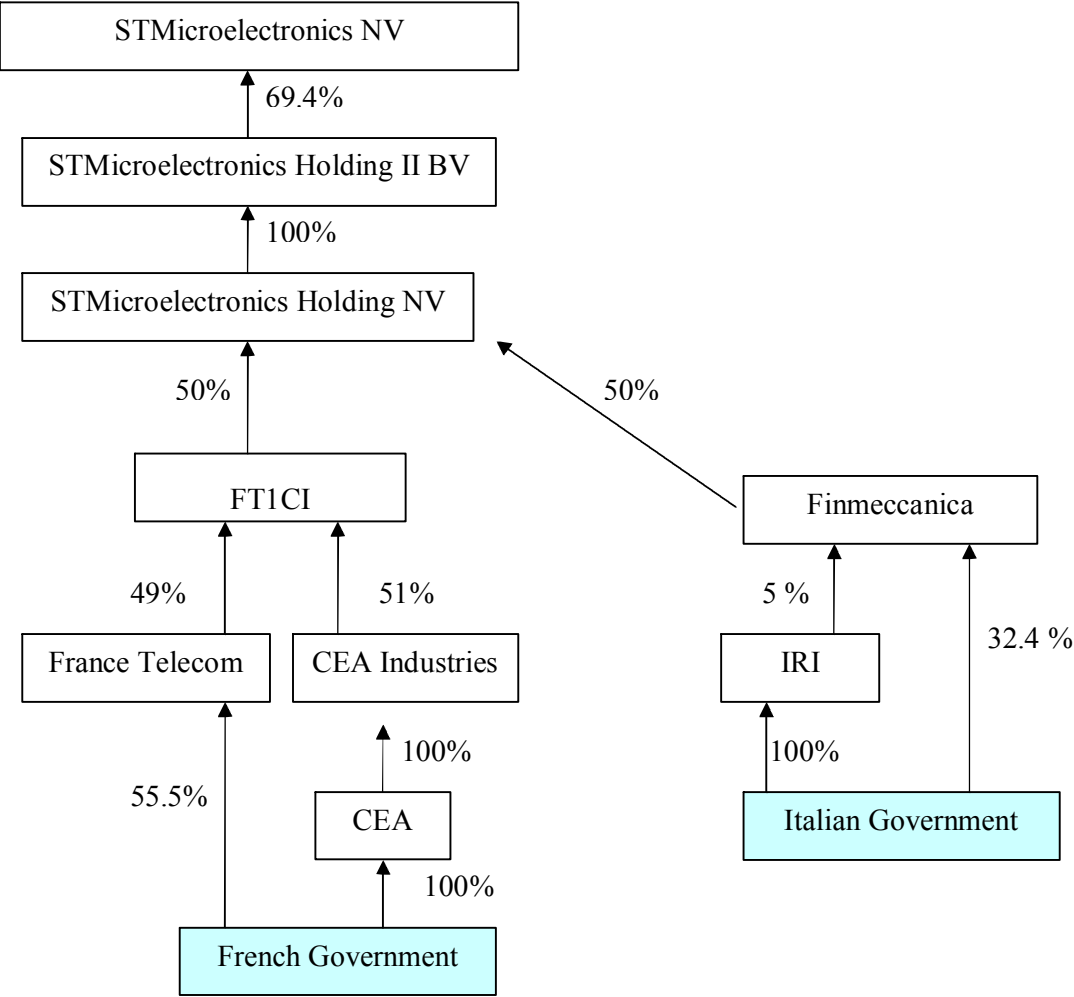 STMicroelectronics NV
69.4%
STMicroelectronics Holding II BV
100%
STMicroelectronics Holding NV
50%
50%
FT1CI
Finmeccanica
49%
51%
5 %
32.4 %
France Telecom
CEA Industries
IRI
100%
100%
55.5%
CEA
Italian Government
100%
French Government